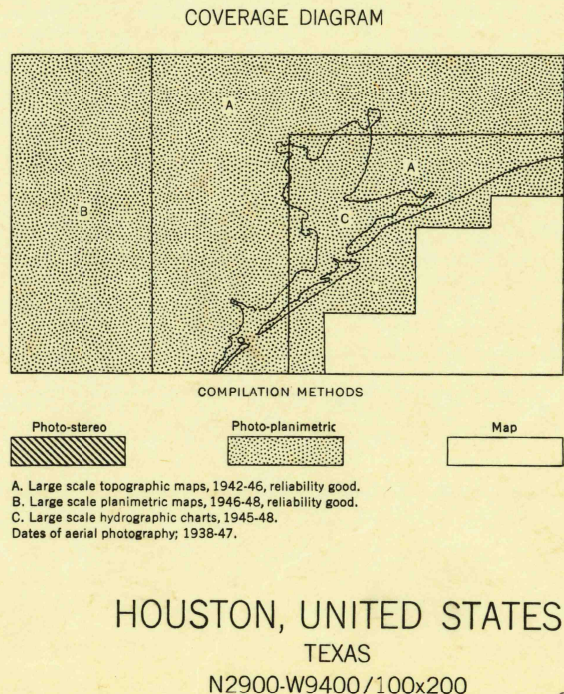 COVERAGE DIAGRAM
A
A
B
C
COMPILATION METHODS
Photo-stereo
Photo-planimetric
Map
A. Large scale topographic maps, 1942-46, reliability good.
B. Large scale planimetric maps, 1946-48, reliability good.
C. Large scale hydrographic charts, 1945-48.
Dates of aerial photography; 1938-47.
HOUSTON, UNITED STATES
TEXAS
N2900-W9400/100x200